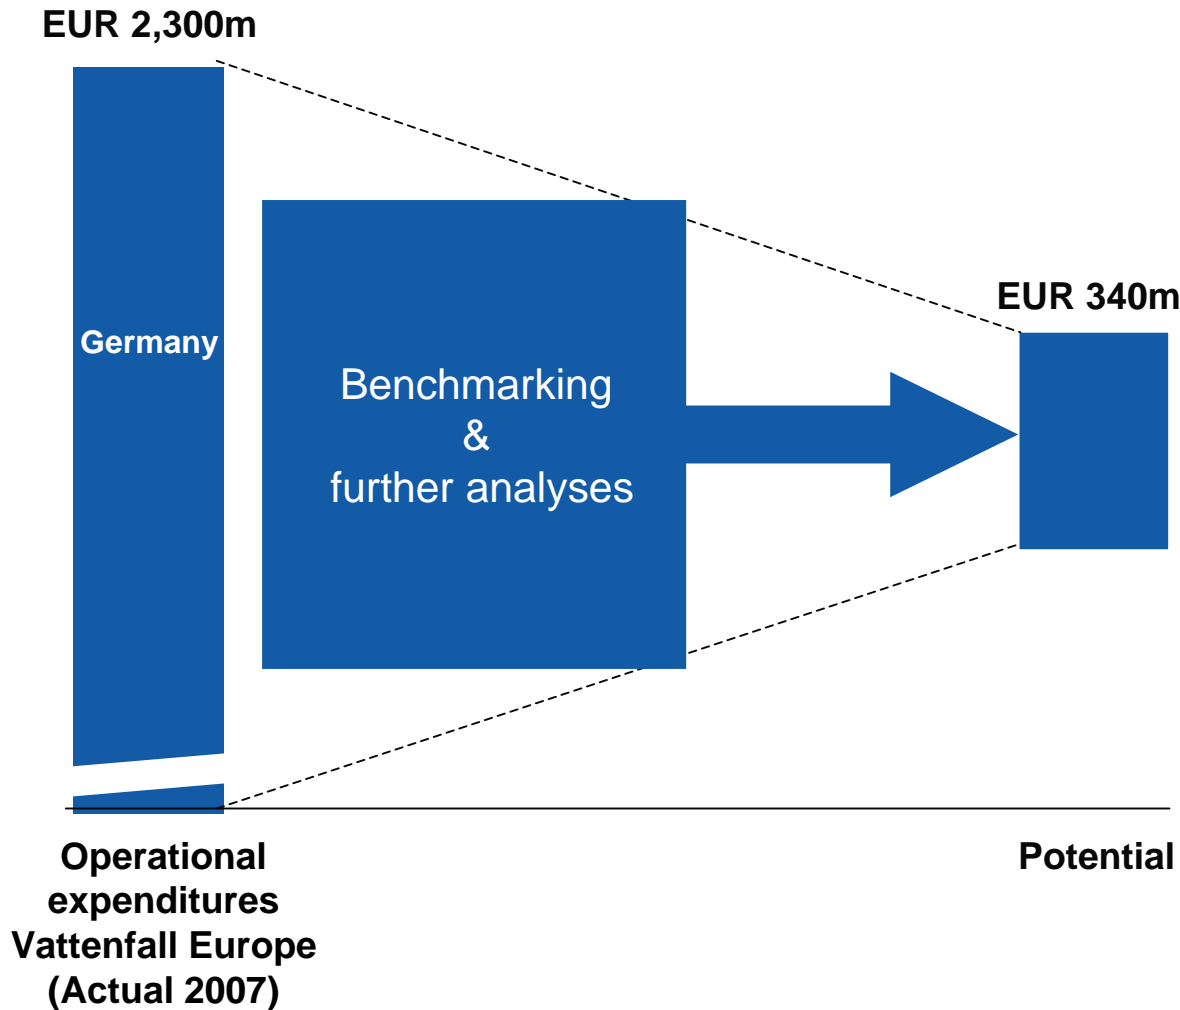 EUR 2,300m
Germany
Benchmarking
&
further analyses
EUR 340m
Operational
expenditures
Vattenfall Europe
(Actual 2007)
Potential